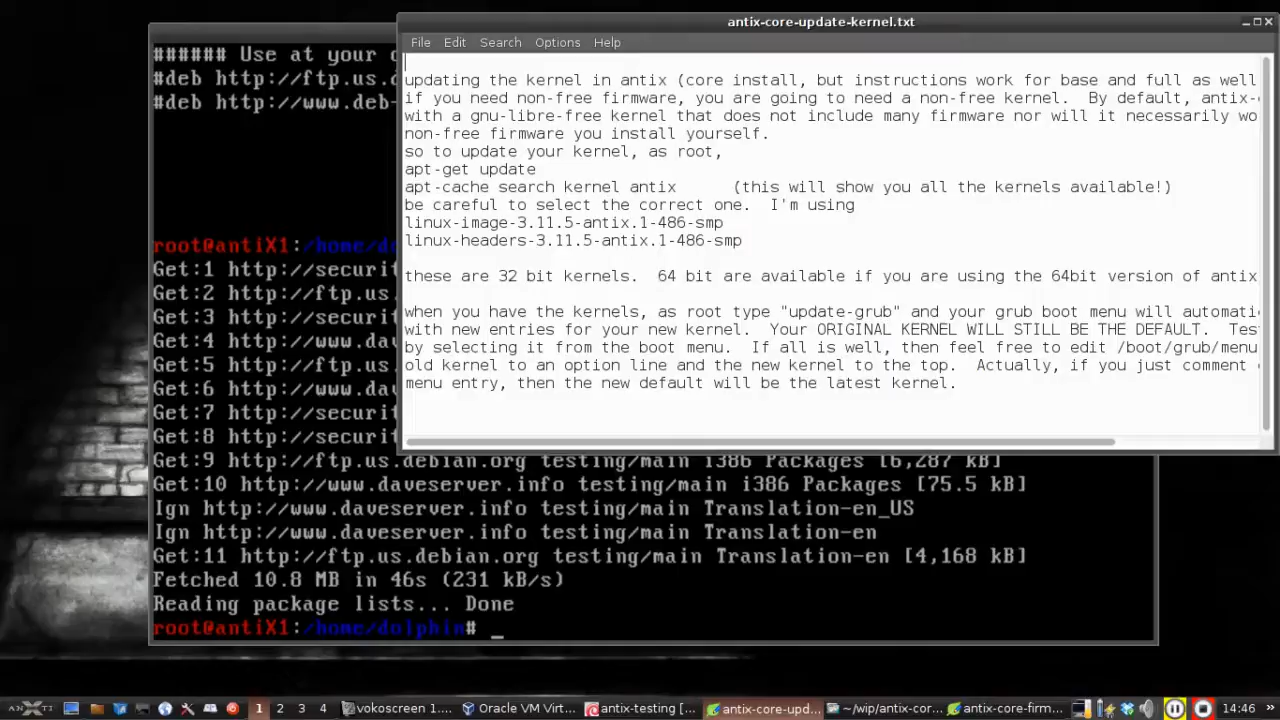 antix-core-update-kernel.txt
File Edit Search Options Help
updating the kernel in antix (core install, but instructions work for base and full as well
if you need non-free firmware, you are going to need a non-free kernel. By default, antix-
with a gnu-libre-free kernel that does not include many firmware nor will it necessarily wo
non-free firmware you install yourself.
so to update your kernel, as root,
apt-get update
apt-cache search kernel antix (this will show you all the kernels available!)
be careful to select the correct one. I'm using
linux-image-3.11.5-antix.1-486-smp
linux-headers-3.11.5-antix.1-486-smp
these are 32 bit kernels. 64 bit are available if you are using the 64bit version of antix
when you have the kernels, as root type "update-grub" and your grub boot menu will automati
with new entries for your new kernel. Your ORIGINAL KERNEL WILL STILL BE THE DEFAULT. Tes
by selecting it from the boot menu. If all is well, then feel free to edit /boot/grub/menu
old kernel to an option line and the new kernel to the top. Actually, if you just comment
menu entry, then the new default will be the latest kernel.
###### Use at your o
#deb http://ftp.us.d
#deb http://www.deb-
root@antiX1:/home/do
Get:1 http://securit
Get:2 http://ftp.us.
Get:3 http://securit
Get:4 http://www.dav
Get:5 http://ftp.us.
Get:6 http://www.dav
Get:7 http://securit
Get:8 http://securit
Get:9 http://ftp.us.debian.org testing/main i386 Packages [6,287 kB]
Get:10 http://www.daveserver.info testing/main i386 Packages [75.5 kB]
Ign http://www.daveserver.info testing/main Translation-en_US
Ign http://www.daveserver.info testing/main Translation-en
Get:11 http://ftp.us.debian.org testing/main Translation-en [4,168 kB]
Fetched 10.8 MB in 46s (231 kB/s)
Reading package lists... Done
root@antiX1:/home/dolphin# _
1 2 3 4 vokoscreen 1.... Oracle VM Virt... antix-testing [... antix-core-upd... ~/wip/antix-cor... antix-core-firm... 14:46 »